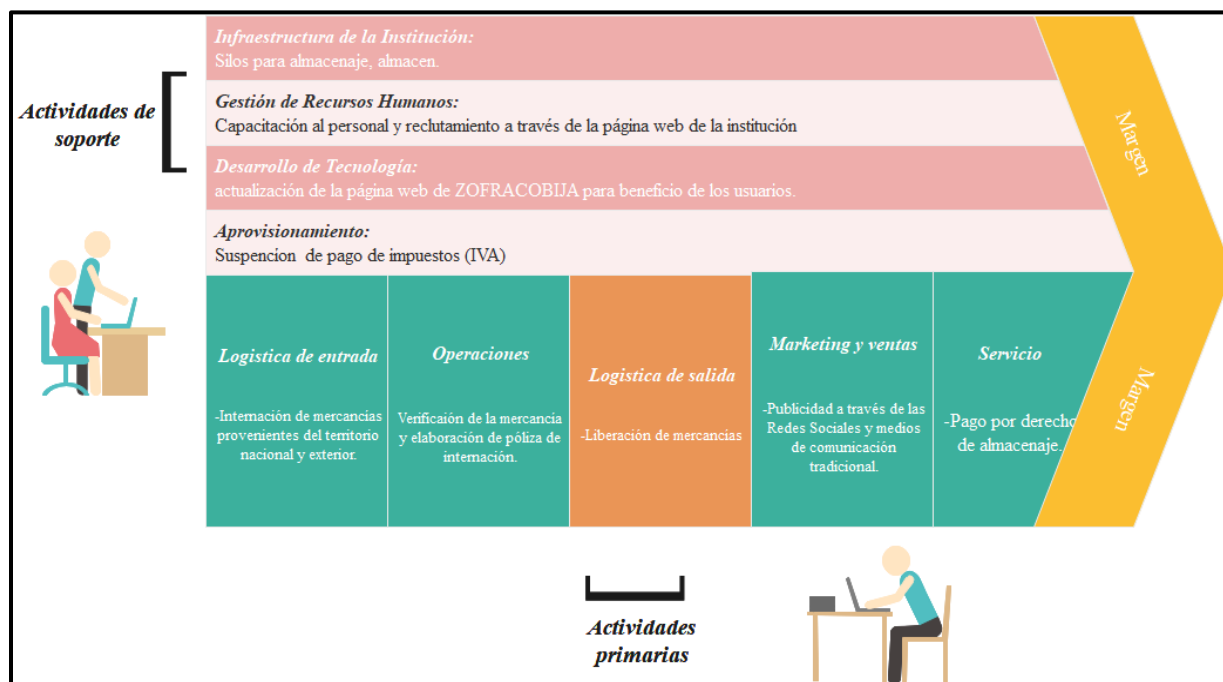 Infraestructura de la Institución:
Silos para almacenaje, almacen.
Actividades de
soporte
Gestión de Recursos Humanos:
Capacitación al personal y reclutamiento a través de la página web de la institución
Desarrollo de Tecnología:
actualización de la página web de ZOFRACOBIJA para beneficio de los usuarios.
Aprovisionamiento:
Suspencion de pago de impuestos (IVA)
Margen
Logistica de entrada
-Internación de mercancias
provenientes del territorio
nacional y exterior.
Operaciones
Verificaión de la mercancia
y elaboración de póliza de
internación.
Logistica de salida
-Liberación de mercancias
Marketing y ventas
-Publicidad a través de las
Redes Sociales y medios
de comunicación
tradicional.
Servicio
-Pago por derecho
de almacenaje.
Margen
Actividades
primarias